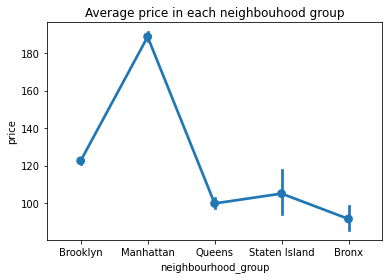 Average price in each neighbouhood group
180
160
140
120
100
price
Brooklyn Manhattan Queens Staten Island Bronx
neighbourhood_group